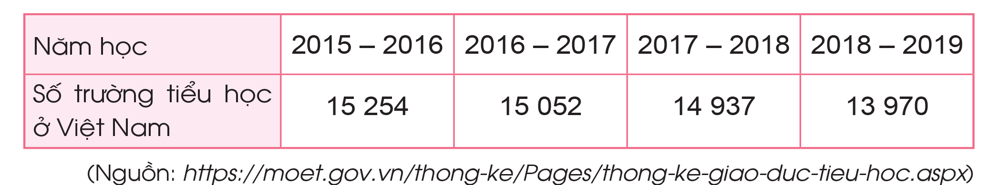 Năm học 2015 – 2016 2016 – 2017 2017 – 2018 2018 – 2019
Số trường tiểu học
ở Việt Nam 15 254 15 052 14 937 13 970
(Nguồn: https://moet.gov.vn/thong-ke/Pages/thong-ke-giao-duc-tieu-hoc.aspx)